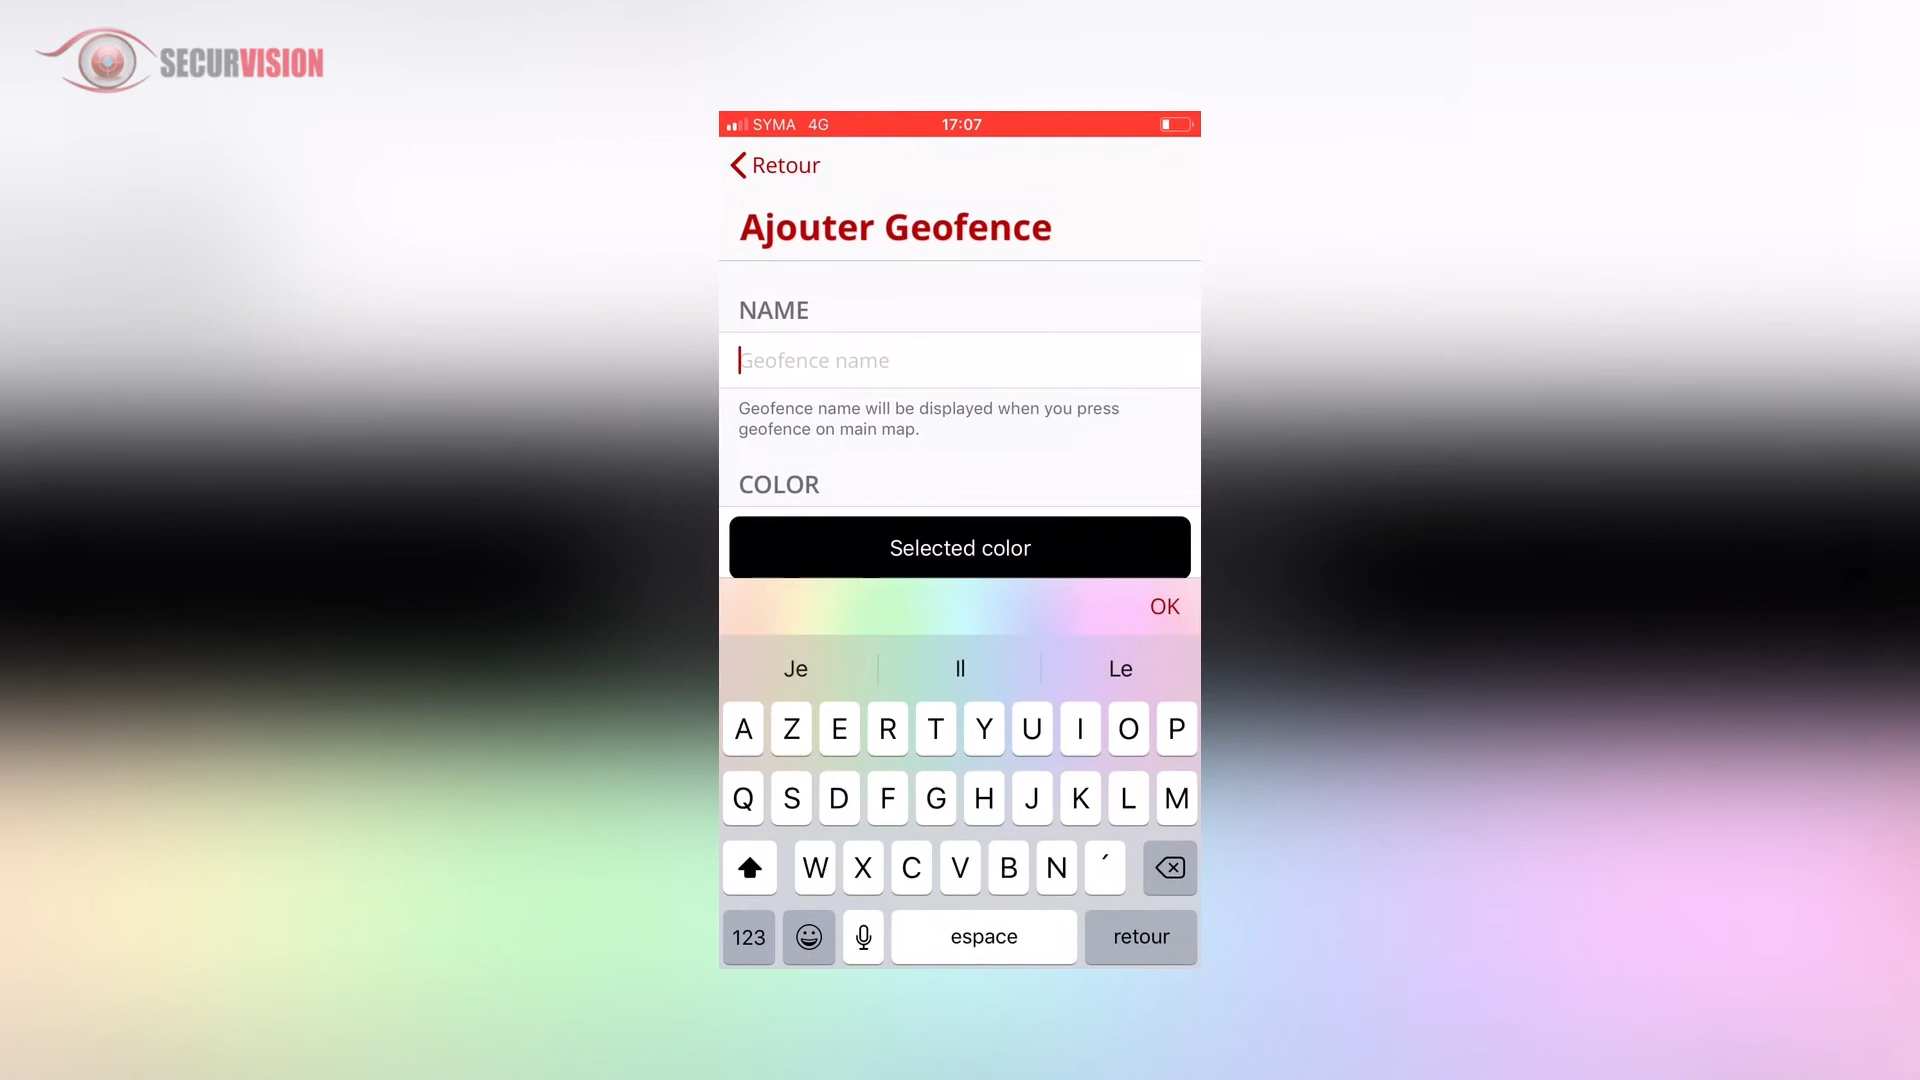 SECURVISION
SYMA 4G 17:07
Retour
Ajouter Geofence
NAME
Geofence name
Geofence name will be displayed when you press
geofence on main map.
COLOR
Selected color
OK
Je Il Le
A Z E R T Y U I O P
Q S D F G H J K L M
W X C V B N ´
123 espace retour